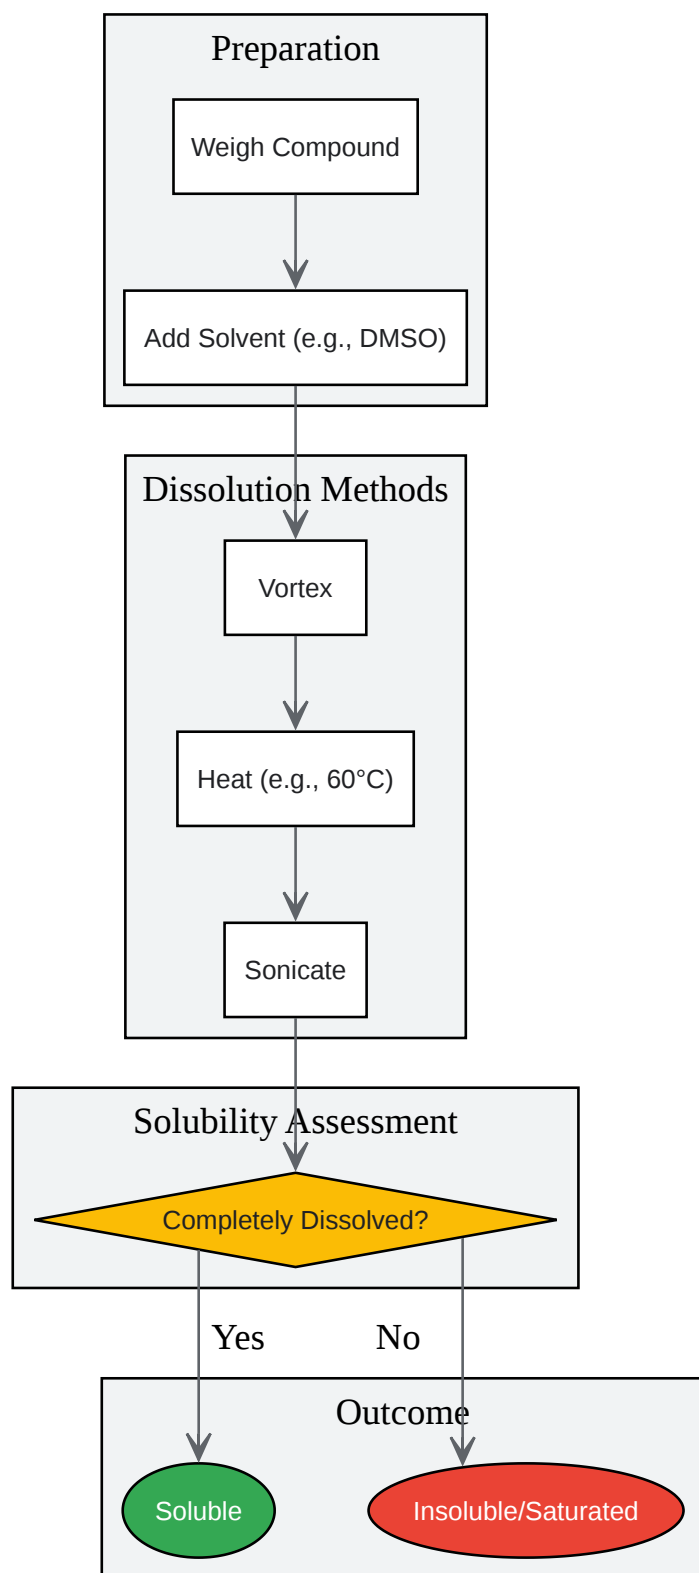 Preparation
Weigh Compound
Add Solvent (e.g., DMSO)
Dissolution Methods
Vortex
Heat (e.g., 60°C)
Sonicate
Solubility Assessment
Completely Dissolved?
Yes
No
Outcome
Soluble
Insoluble/Saturated